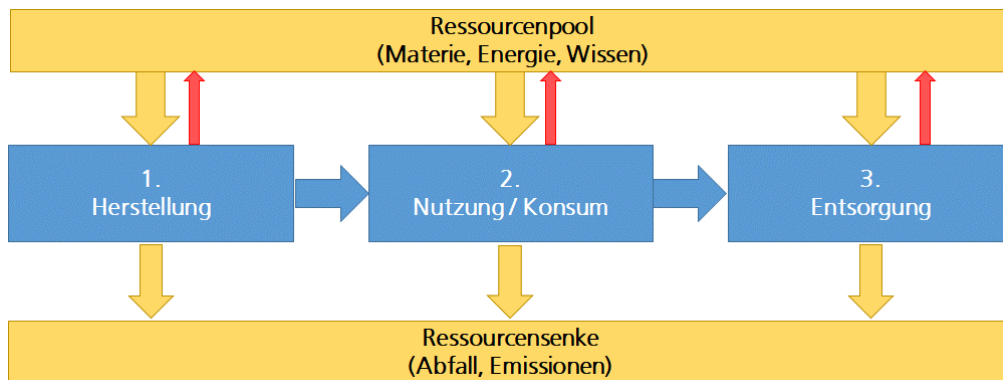 Ressourcenpool
(Materie, Energie, Wissen)
1.
Herstellung
2.
Nutzung / Konsum
3.
Entsorgung
Ressourcensenke
(Abfall, Emissionen)